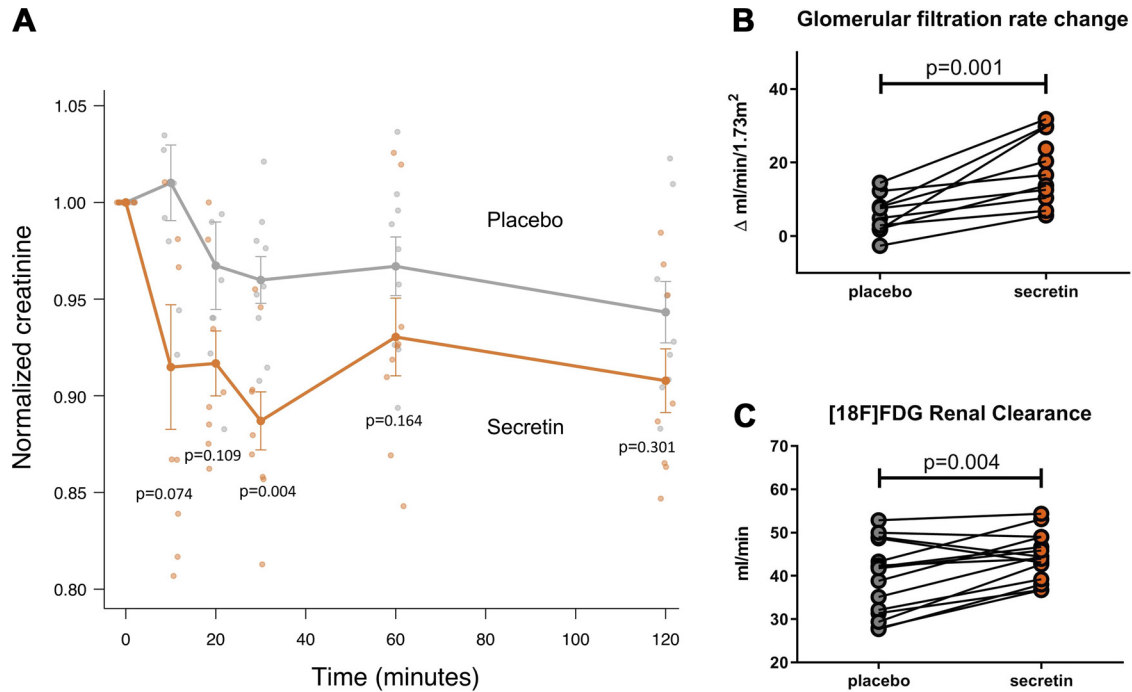 A
1.05
1.00
0.95
0.90
0.85
0.80
Normalized creatinine
Placebo
Secretin
p=0.074
p=0.109
p=0.004
p=0.164
p=0.301
0
20
40
60
80
100
120
Time (minutes)
B
Glomerular filtration rate change
p=0.001
40
20
0
Δ ml/min/1.73m²
placebo
secretin
C
[18F]FDG Renal Clearance
p=0.004
70
60
50
40
30
20
ml/min
placebo
secretin